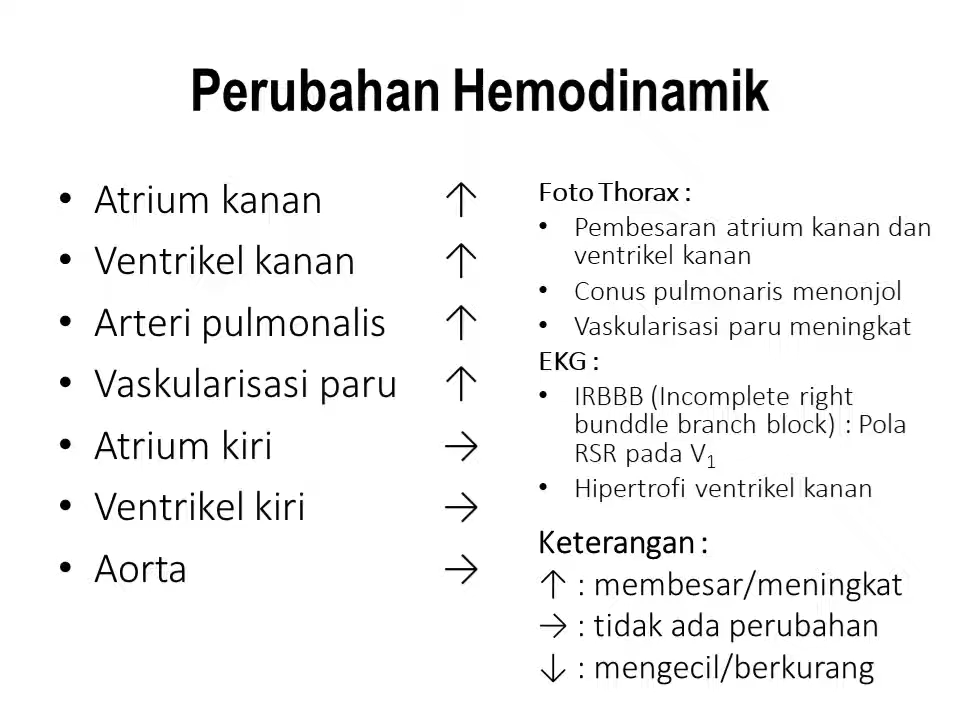 Perubahan Hemodinamik
• Atrium kanan ↑
• Ventrikel kanan ↑
• Arteri pulmonalis ↑
• Vaskularisasi paru ↑
• Atrium kiri →
• Ventrikel kiri →
• Aorta →
Foto Thorax :
• Pembesaran atrium kanan dan
ventrikel kanan
• Conus pulmonaris menonjol
• Vaskularisasi paru meningkat
EKG :
• IRBBB (Incomplete right
bunddle branch block) : Pola
RSR pada V₁
• Hipertrofi ventrikel kanan
Keterangan :
↑ : membesar/meningkat
→ : tidak ada perubahan
↓ : mengecil/berkurang